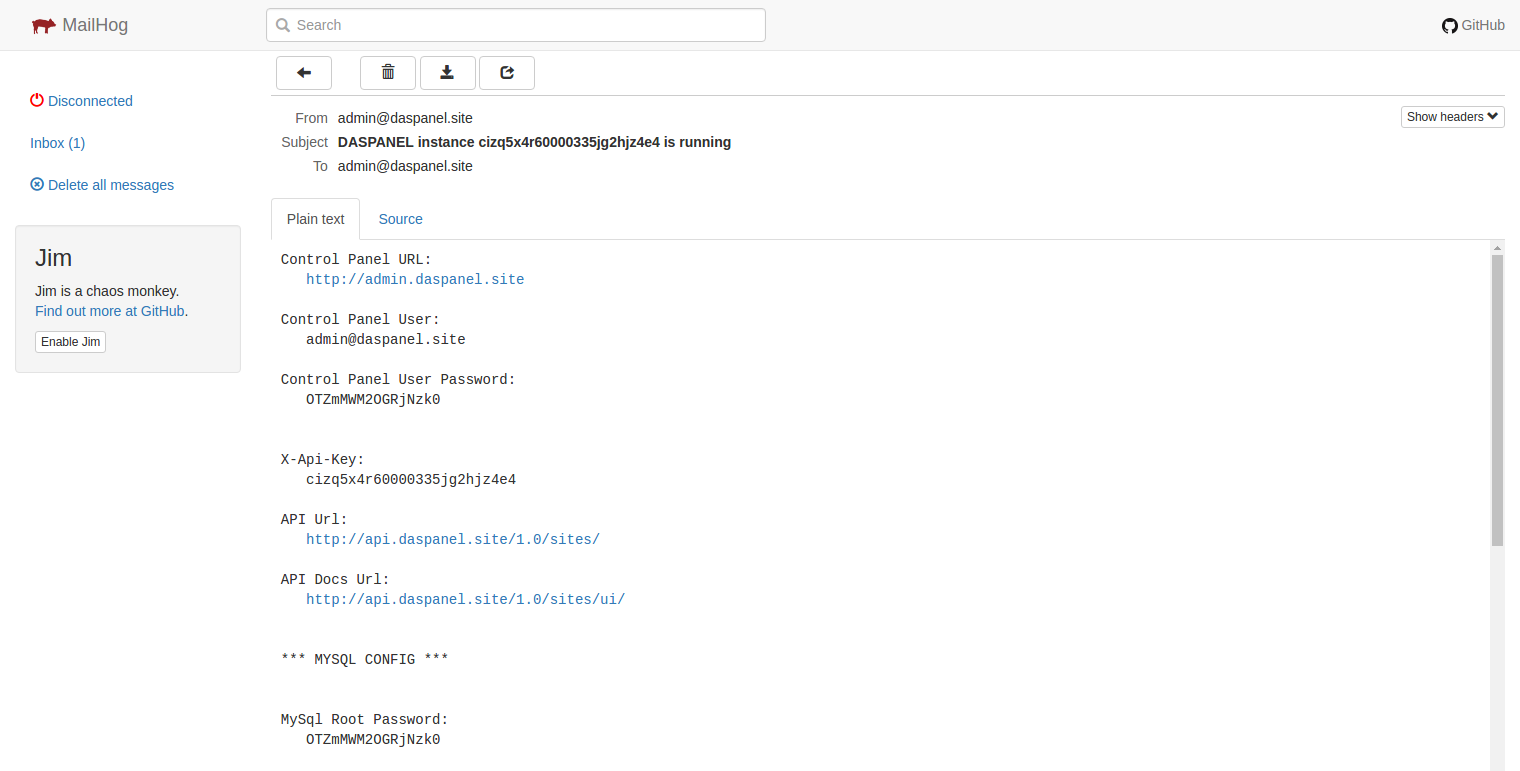 MailHog
Search
GitHub
Disconnected
Inbox (1)
Delete all messages
Jim
Jim is a chaos monkey.
Find out more at GitHub.
Enable Jim
From admin@daspanel.site
Show headers
Subject DASPANEL instance cizq5x4r60000335jg2hjz4e4 is running
To admin@daspanel.site
Plain text
Source
Control Panel URL:
http://admin.daspanel.site
Control Panel User:
admin@daspanel.site
Control Panel User Password:
OTZmMWM2OGRjNzk0
X-Api-Key:
cizq5x4r60000335jg2hjz4e4
API Url:
http://api.daspanel.site/1.0/sites/
API Docs Url:
http://api.daspanel.site/1.0/sites/ui/
*** MYSQL CONFIG ***
MySql Root Password:
OTZmMWM2OGRjNzk0